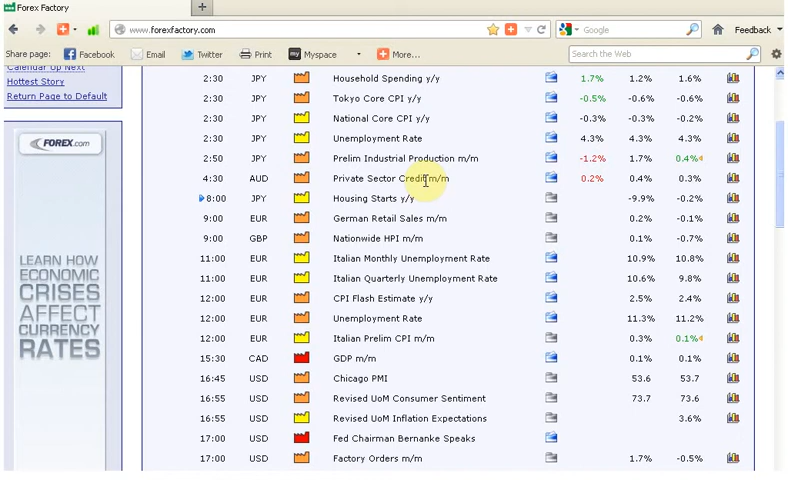 Forex Factory
+
www.forexfactory.com
Google
Feedback
Share page: Facebook Email Twitter Print my Myspace More...
Search the Web
Calendar Up Next
Hottest Story
Return Page to Default
FOREX.com
LEARN HOW
ECONOMIC
CRISES
AFFECT
CURRENCY
RATES
2:30 JPY Household Spending y/y 1.7% 1.2% 1.6%
2:30 JPY Tokyo Core CPI y/y -0.5% -0.6% -0.6%
2:30 JPY National Core CPI y/y -0.3% -0.3% -0.2%
2:30 JPY Unemployment Rate 4.3% 4.3% 4.3%
2:50 JPY Prelim Industrial Production m/m -1.2% 1.7% 0.4%
4:30 AUD Private Sector Credit m/m 0.2% 0.4% 0.3%
8:00 JPY Housing Starts y/y -9.9% -0.2%
9:00 EUR German Retail Sales m/m 0.2% -0.1%
9:00 GBP Nationwide HPI m/m 0.1% -0.7%
11:00 EUR Italian Monthly Unemployment Rate 10.9% 10.8%
11:00 EUR Italian Quarterly Unemployment Rate 10.6% 9.8%
12:00 EUR CPI Flash Estimate y/y 2.5% 2.4%
12:00 EUR Unemployment Rate 11.3% 11.2%
12:00 EUR Italian Prelim CPI m/m 0.3% 0.1%
15:30 CAD GDP m/m 0.1% 0.1%
16:45 USD Chicago PMI 53.6 53.7
16:55 USD Revised UoM Consumer Sentiment 73.7 73.6
16:55 USD Revised UoM Inflation Expectations 3.6%
17:00 USD Fed Chairman Bernanke Speaks
17:00 USD Factory Orders m/m 1.7% -0.5%